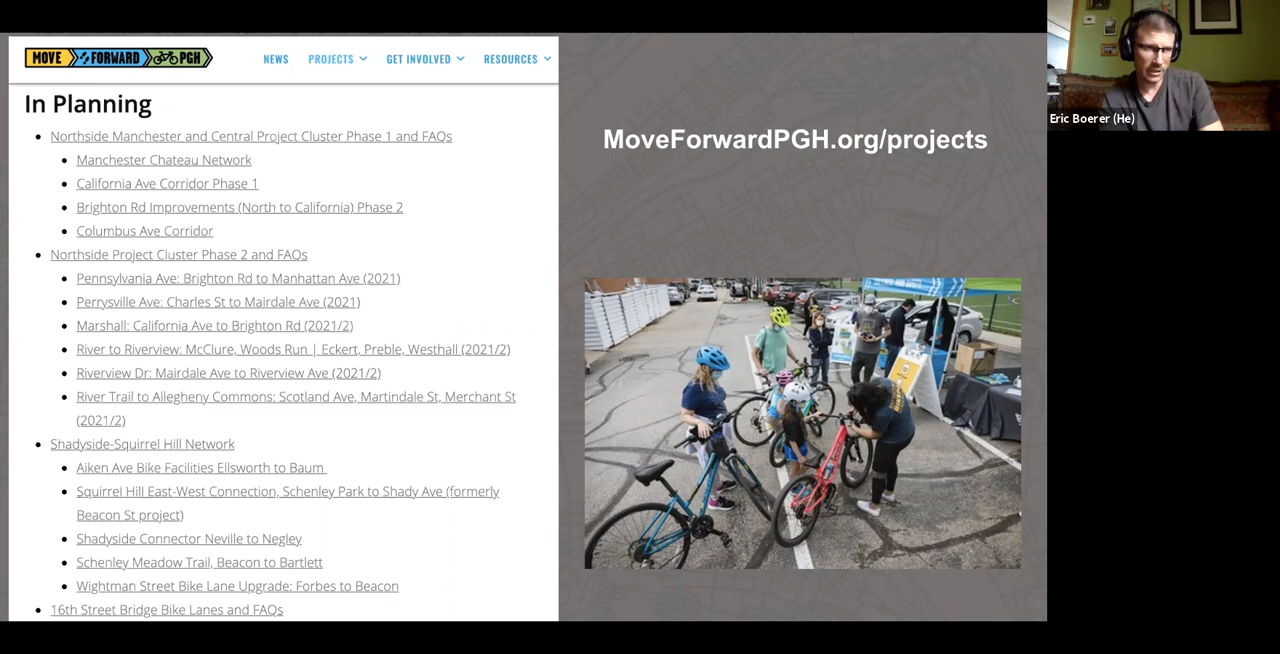 MOVE FORWARD PGH
NEWS PROJECTS GET INVOLVED RESOURCES
In Planning
Northside Manchester and Central Project Cluster Phase 1 and FAQs
Manchester Chateau Network
California Ave Corridor Phase 1
Brighton Rd Improvements (North to California) Phase 2
Columbus Ave Corridor
Northside Project Cluster Phase 2 and FAQs
Pennsylvania Ave: Brighton Rd to Manhattan Ave (2021)
Perrysville Ave: Charles St to Mairdale Ave (2021)
Marshall: California Ave to Brighton Rd (2021/2)
River to Riverview: McClure, Woods Run | Eckert, Preble, Westhall (2021/2)
Riverview Dr: Mairdale Ave to Riverview Ave (2021/2)
River Trail to Allegheny Commons: Scotland Ave, Martindale St, Merchant St
(2021/2)
Shadyside-Squirrel Hill Network
Aiken Ave Bike Facilities Ellsworth to Baum
Squirrel Hill East-West Connection, Schenley Park to Shady Ave (formerly
Beacon St project)
Shadyside Connector Neville to Negley
Schenley Meadow Trail, Beacon to Bartlett
Wightman Street Bike Lane Upgrade: Forbes to Beacon
16th Street Bridge Bike Lanes and FAQs
MoveForwardPGH.org/projects
Eric Boerer (He)